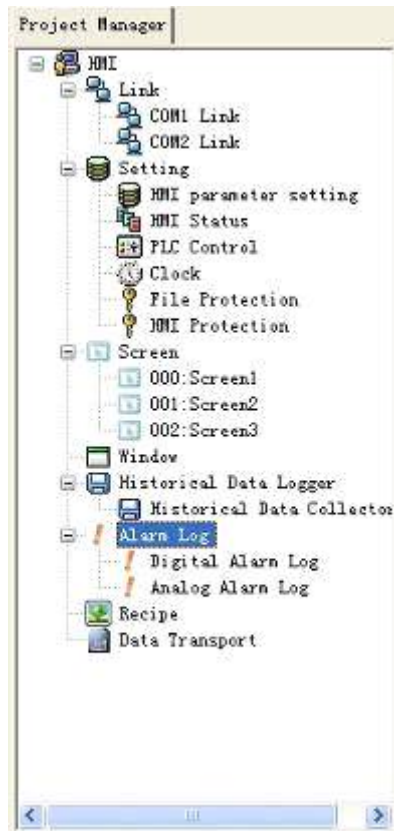 Project Manager
HMI
Link
COM1 Link
COM2 Link
Setting
HMI parameter setting
HMI Status
PLC Control
Clock
File Protection
HMI Protection
Screen
000:Screen1
001:Screen2
002:Screen3
Window
Historical Data Logger
Historical Data Collector
Alarm Log
Digital Alarm Log
Analog Alarm Log
Recipe
Data Transport